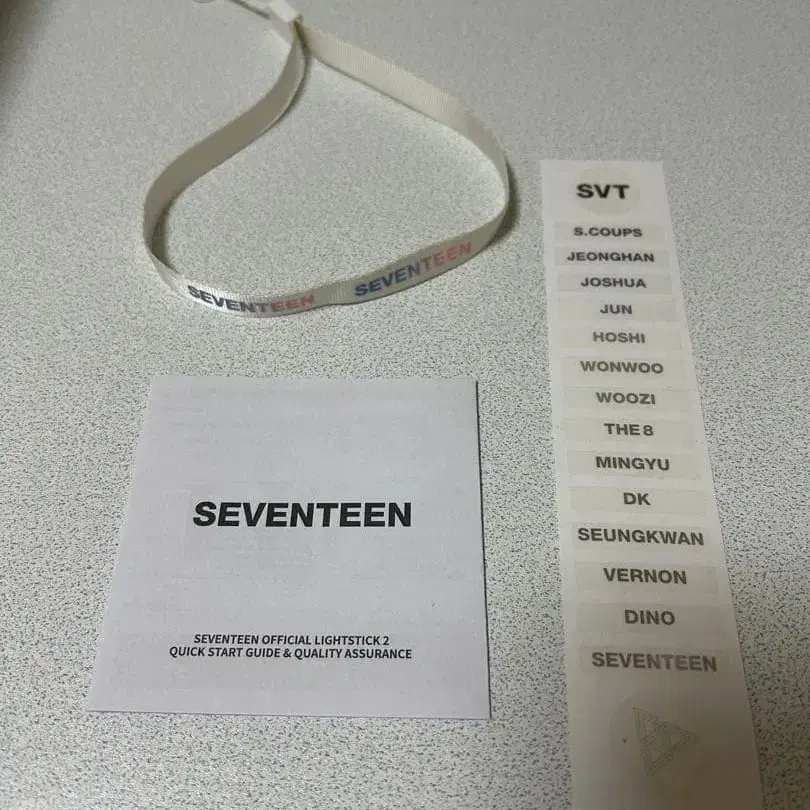 SEVENTEEN SEVENTEEN
SEVENTEEN
SEVENTEEN OFFICIAL LIGHTSTICK 2
QUICK START GUIDE & QUALITY ASSURANCE
SVT
S.COUPS
JEONGHAN
JOSHUA
JUN
HOSHI
WONWOO
WOOZI
THE 8
MINGYU
DK
SEUNGKWAN
VERNON
DINO
SEVENTEEN